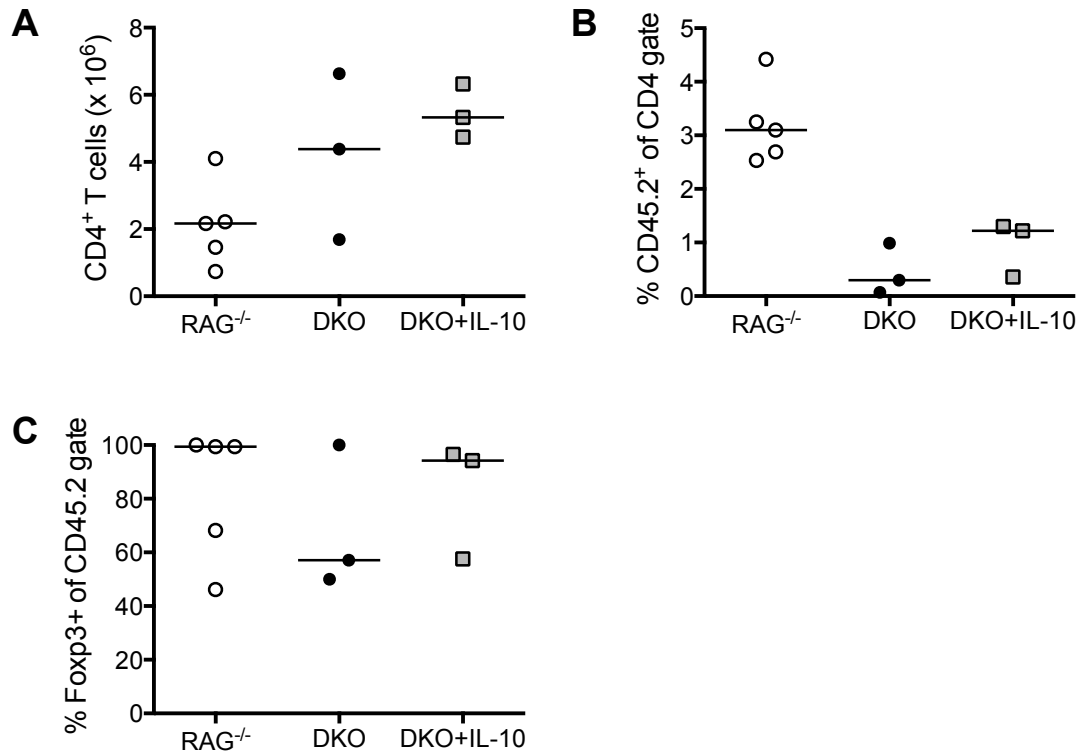 A
CD4⁺ T cells (x 10⁶)
8
6
4
2
0
RAG⁻/⁻
DKO
DKO+IL-10
B
% CD45.2⁺ of CD4 gate
5
4
3
2
1
0
RAG⁻/⁻
DKO
DKO+IL-10
C
% Foxp3+ of CD45.2 gate
100
80
60
40
20
0
RAG⁻/⁻
DKO
DKO+IL-10